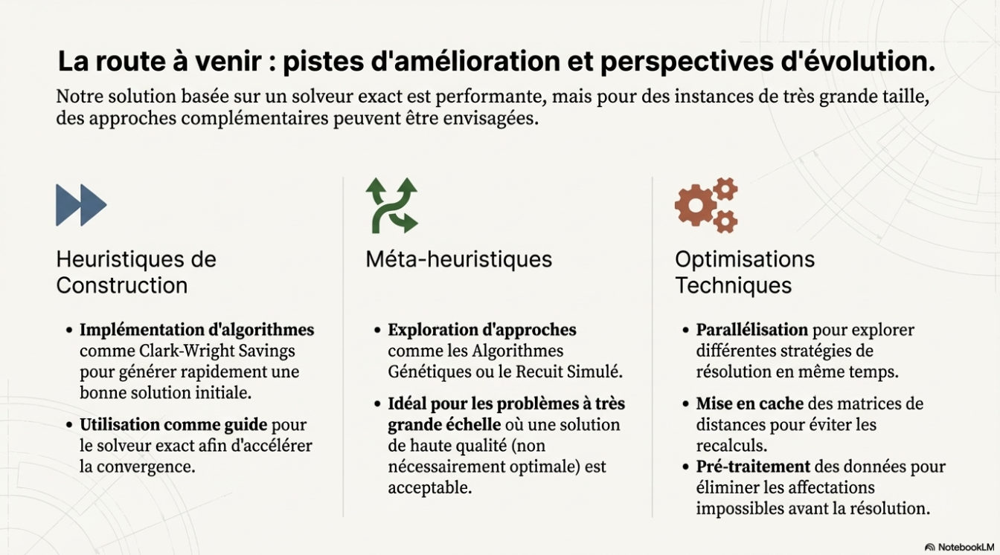 La route à venir : pistes d'amélioration et perspectives d'évolution.
Notre solution basée sur un solveur exact est performante, mais pour des instances de très grande taille,
des approches complémentaires peuvent être envisagées.
Heuristiques de
Construction
• Implémentation d'algorithmes
comme Clark-Wright Savings
pour générer rapidement une
bonne solution initiale.
• Utilisation comme guide pour
le solveur exact afin d'accélérer
la convergence.
Méta-heuristiques
• Exploration d'approches
comme les Algorithmes
Génétiques ou le Recuit Simulé.
• Idéal pour les problèmes à très
grande échelle où une solution
de haute qualité (non
nécessairement optimale) est
acceptable.
Optimisations
Techniques
• Parallélisation pour explorer
différentes stratégies de
résolution en même temps.
• Mise en cache des matrices de
distances pour éviter les
recalculs.
• Pré-traitement des données pour
éliminer les affectations
impossibles avant la résolution.
NotebookLM